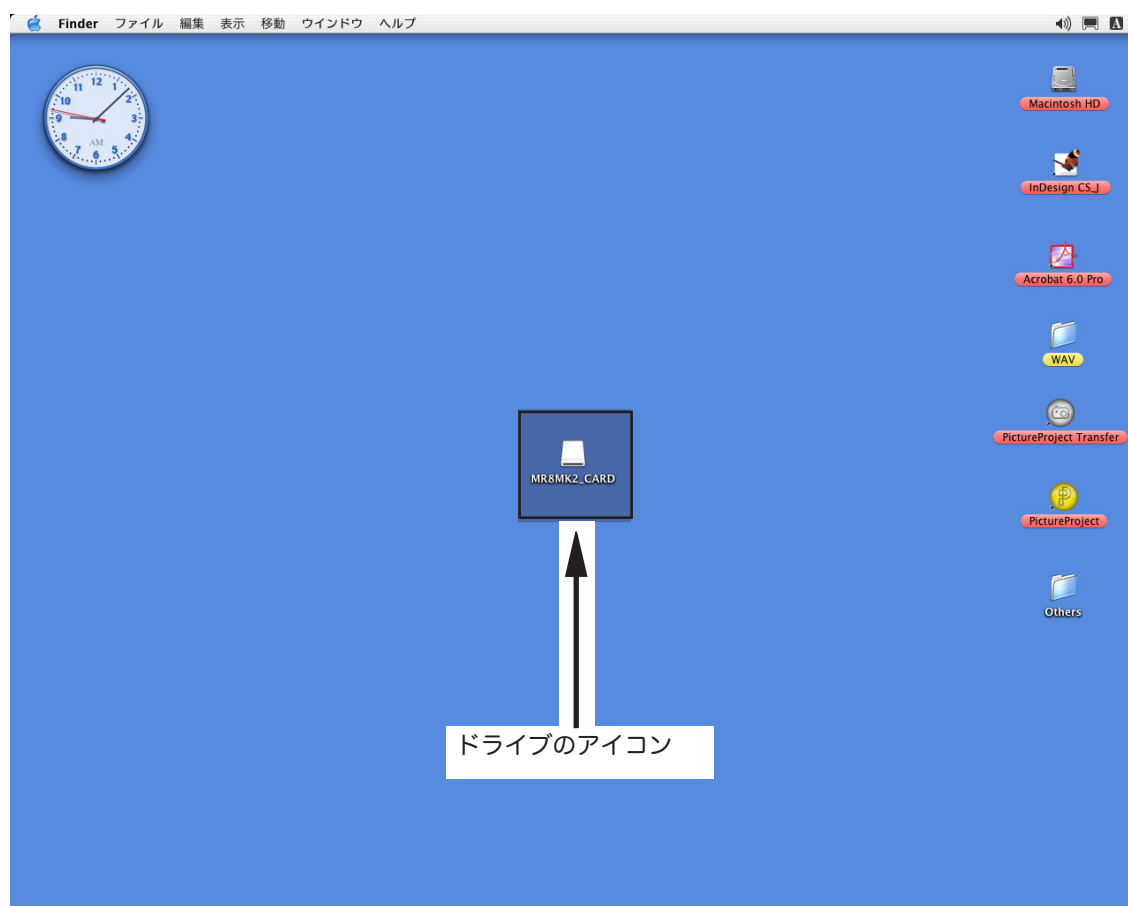 Finder ファイル 編集 表示 移動 ウインドウ ヘルプ A
12
11 1
10 2
9 3
AM
8 4
7 5
6
Macintosh HD
InDesign CS_J
Acrobat 6.0 Pro
WAV
PictureProject Transfer
MR8MK2_CARD
PictureProject
Others
ドライブのアイコン